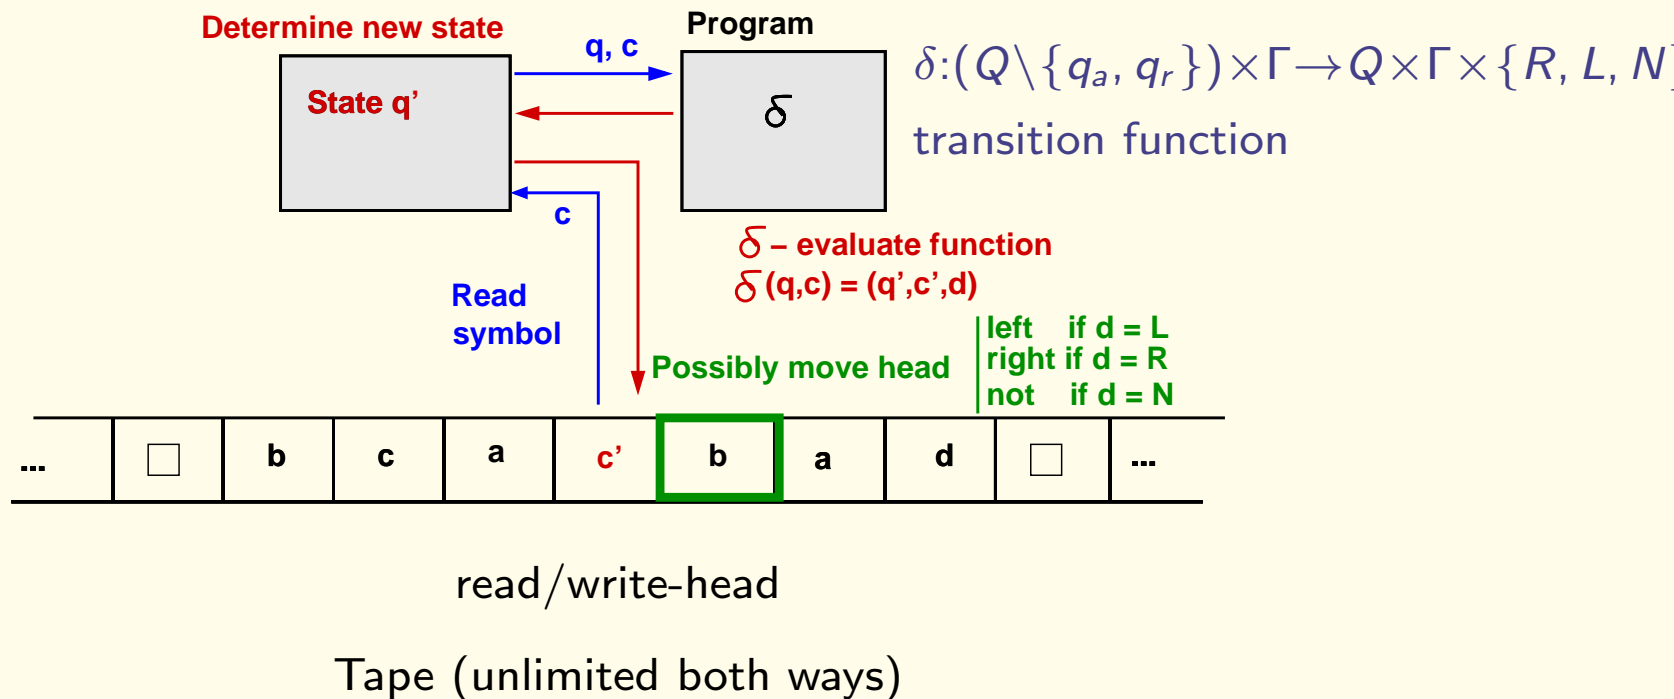 Determine new state
Program
q, c
State q’
δ
δ:(Q\{qₐ, qᵣ})×Γ→Q×Γ×{R, L, N}
transition function
c
δ – evaluate function
δ(q,c) = (q’,c’,d)
Read
symbol
Possibly move head
left if d = L
right if d = R
not if d = N
... □ b c a c’ b a d □ ...
read/write-head
Tape (unlimited both ways)